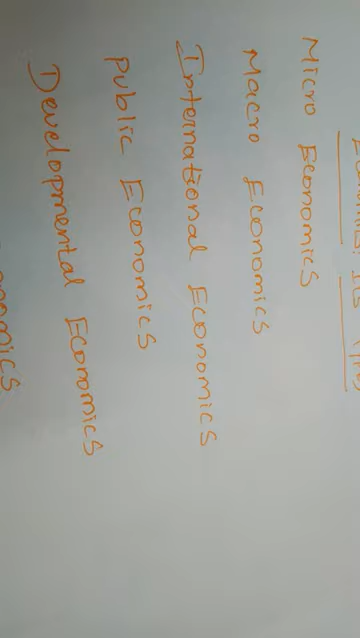 Micro Economics
Macro Economics
International Economics
Public Economics
Developmental Economics